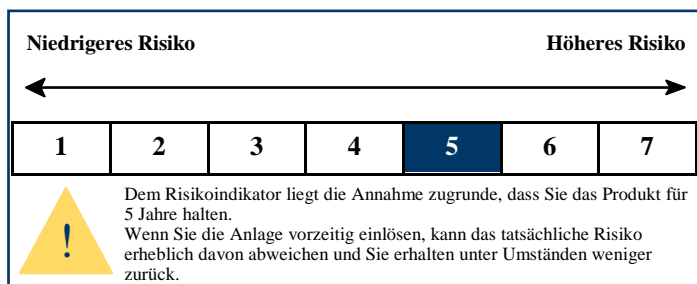 Niedrigeres Risiko Höheres Risiko
1 2 3 4 5 6 7
!
Dem Risikoindikator liegt die Annahme zugrunde, dass Sie das Produkt für
5 Jahre halten.
Wenn Sie die Anlage vorzeitig einlösen, kann das tatsächliche Risiko
erheblich davon abweichen und Sie erhalten unter Umständen weniger
zurück.